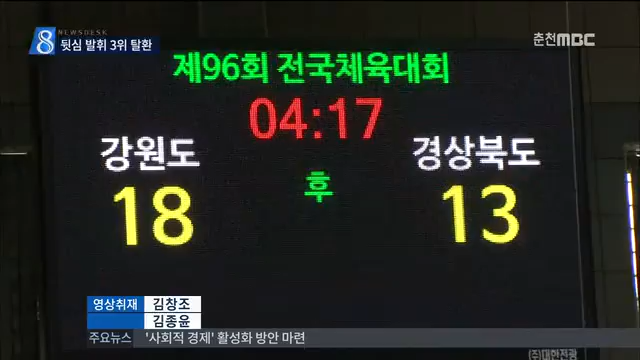 8 NEWSDESK
뒷심 발휘 3위 탈환
춘천MBC
제96회 전국체육대회
04:17
강원도 경상북도
후
18 13
영상취재 김창조
김종윤
주요뉴스 '사회적 경제' 활성화 방안 마련
(주)대한전광